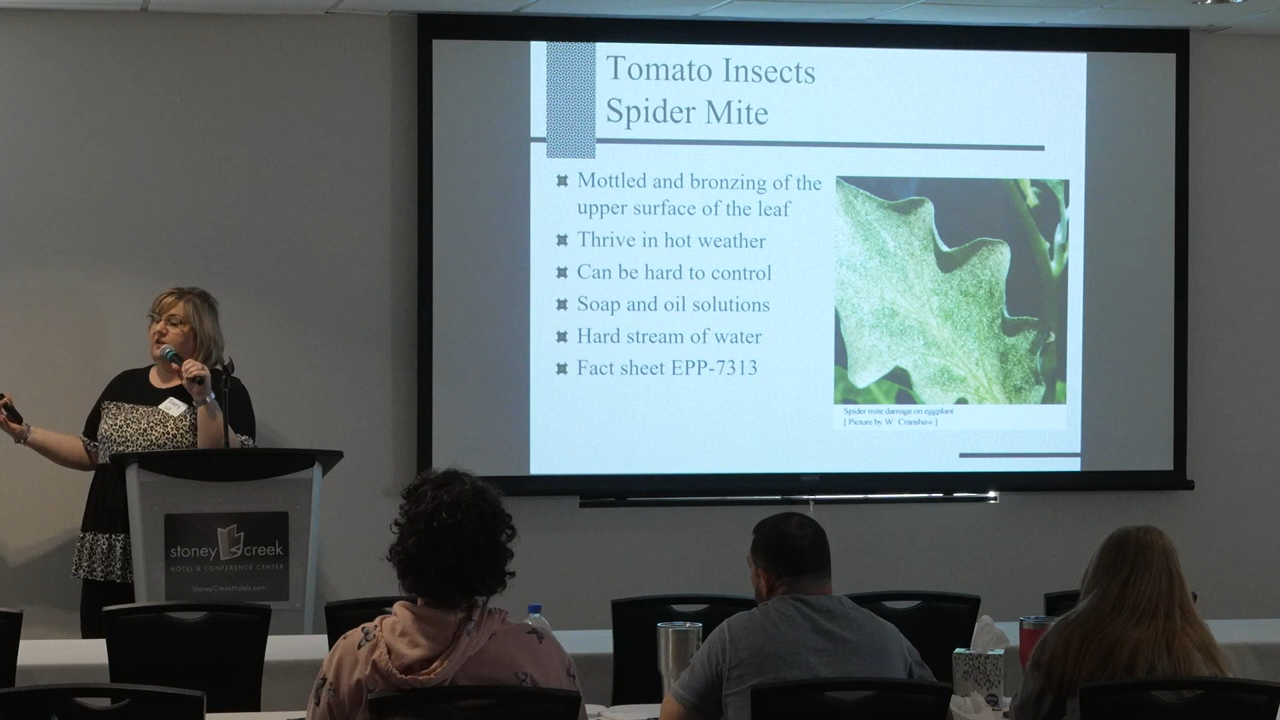 Tomato Insects
Spider Mite
Mottled and bronzing of the
upper surface of the leaf
Thrive in hot weather
Can be hard to control
Soap and oil solutions
Hard stream of water
Fact sheet EPP-7313
Spider mite damage on eggplant
[ Picture by W. Cranshaw ]
stoney creek
HOTEL & CONFERENCE CENTER
StoneyCreekHotels.com